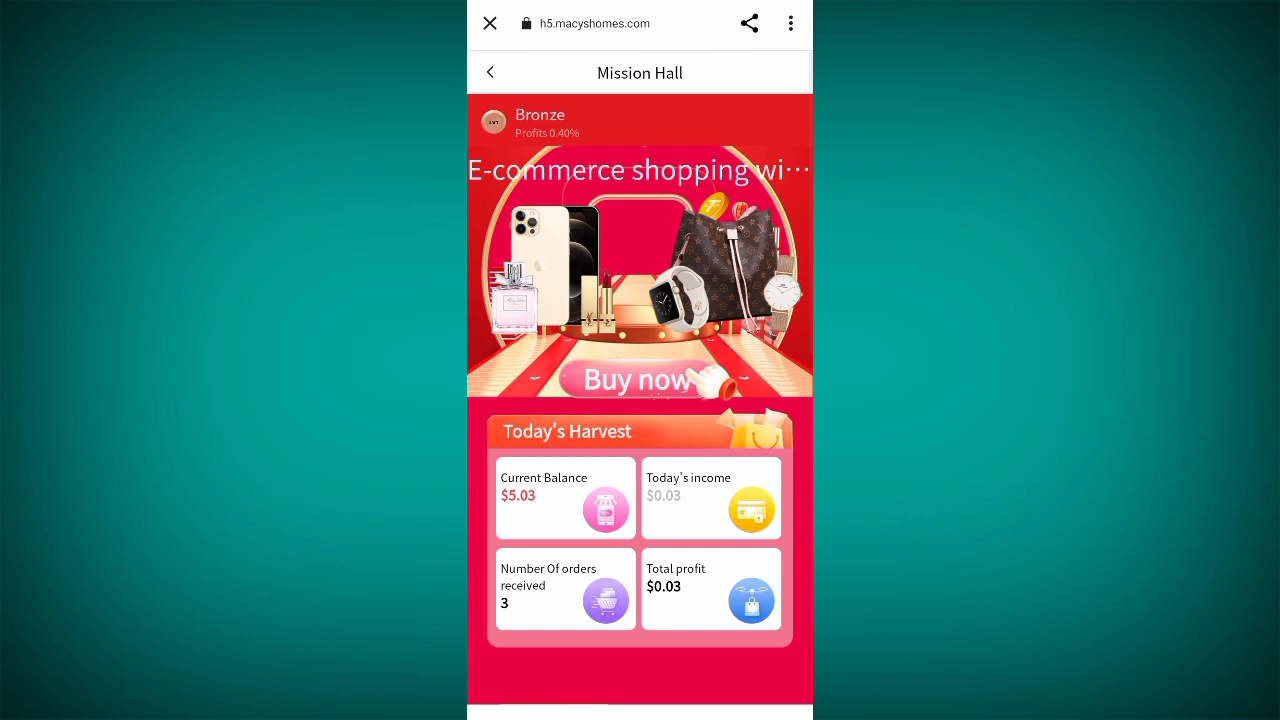 h5.macyshomes.com
Mission Hall
Bronze
Profits 0.40%
E-commerce shopping wi···
Buy now
Today's Harvest
Current Balance
$5.03
Today's income
$0.03
Number Of orders
received
3
Total profit
$0.03